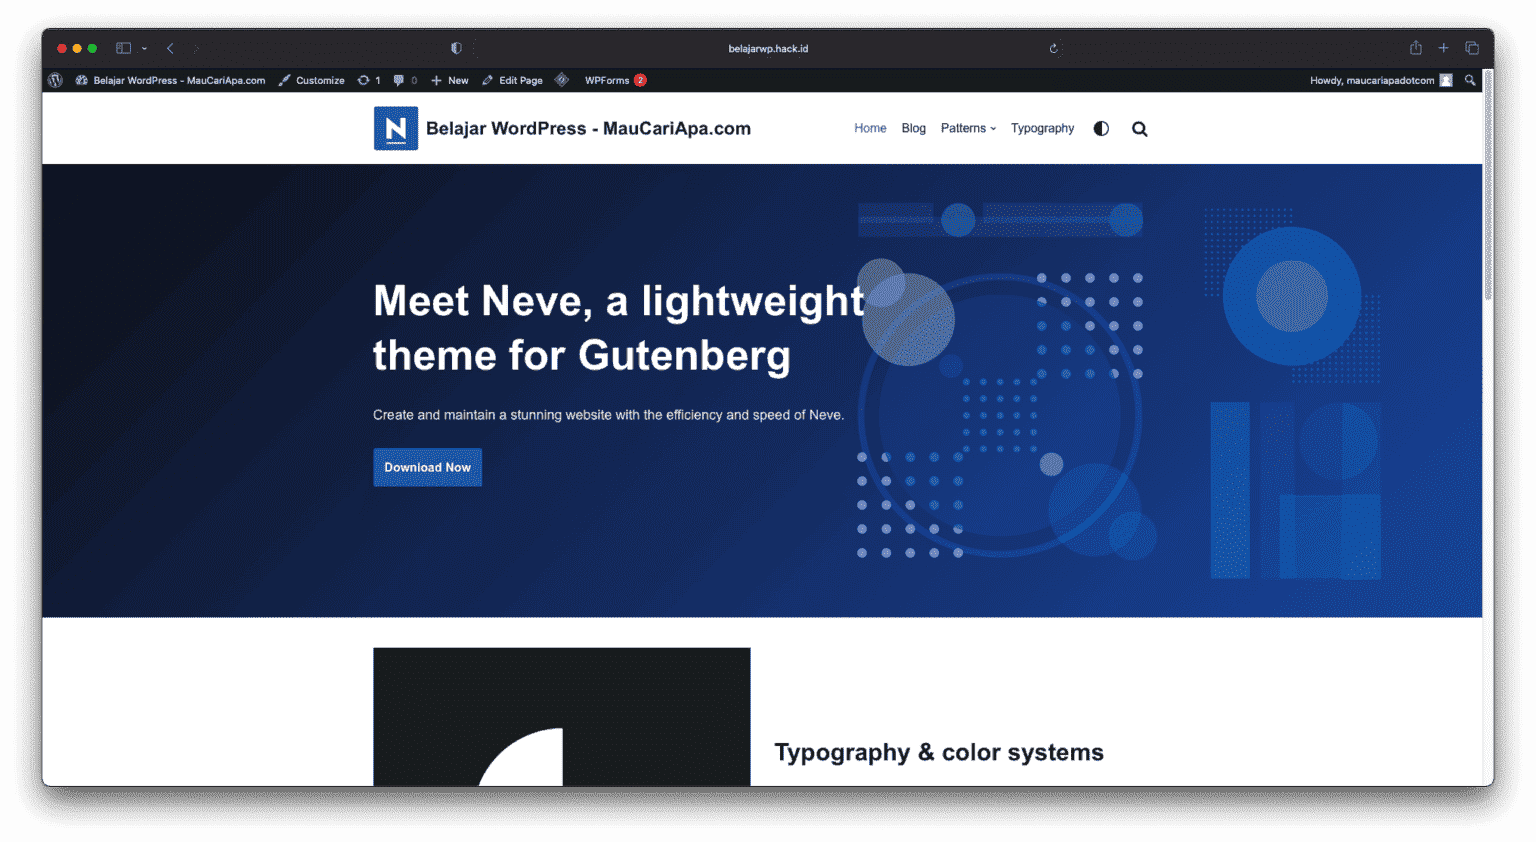 belajarwp.hack.id
Belajar WordPress - MauCariApa.com Customize 1 0 New Edit Page WPForms 2 Howdy, maucariapadotcom
N Belajar WordPress - MauCariApa.com Home Blog Patterns Typography
Meet Neve, a lightweight
theme for Gutenberg
Create and maintain a stunning website with the efficiency and speed of Neve.
Download Now
Typography & color systems